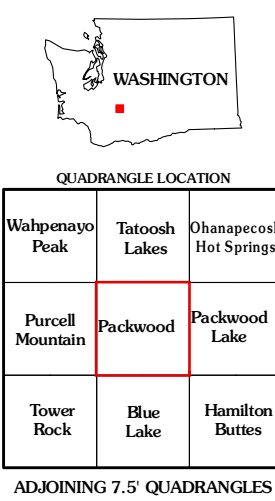 WASHINGTON
QUADRANGLE LOCATION
Wahpenayo Peak
Tatoosh Lakes
Ohanapecosh Hot Springs
Purcell Mountain
Packwood
Packwood Lake
Tower Rock
Blue Lake
Hamilton Buttes
ADJOINING 7.5' QUADRANGLES